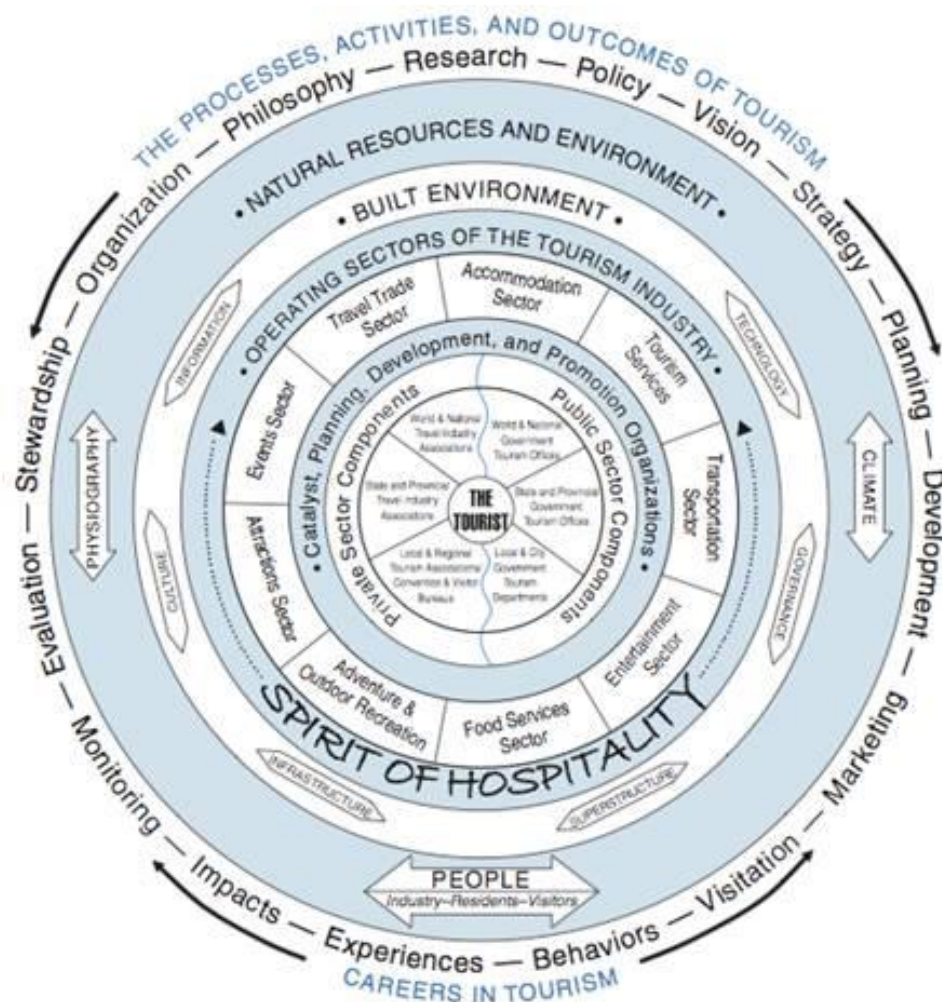 THE PROCESSES, ACTIVITIES, AND OUTCOMES OF TOURISM
Philosophy — Research — Policy — Vision — Strategy — Planning — Development — Marketing — Visitation — Behaviors — Experiences — Impacts — Monitoring — Evaluation — Stewardship — Organization —
• NATURAL RESOURCES AND ENVIRONMENT •
• BUILT ENVIRONMENT •
• OPERATING SECTORS OF THE TOURISM INDUSTRY •
INFORMATION
TECHNOLOGY
PHYSIOGRAPHY
CLIMATE
CULTURE
GOVERNANCE
INFRASTRUCTURE
SUPERSTRUCTURE
Travel Trade
Sector
Accommodation
Sector
Tourism
Services
Transportation
Sector
Entertainment
Sector
Food Services
Sector
Adventure &
Outdoor Recreation
Attractions Sector
Events Sector
• Catalyst, Planning, Development, and Promotion Organizations •
Private Sector Components
Public Sector Components
World & National
Travel Industry
Associations
World & National
Government
Tourism Offices
State and Provincial
Travel Industry
Associations
State and Provincial
Government
Tourism Offices
Local & Regional
Tourism Associations
Convention & Visitor
Bureaus
Local & City
Government
Tourism
Departments
THE
TOURIST
SPIRIT OF HOSPITALITY
PEOPLE
Industry–Residents–Visitors
CAREERS IN TOURISM